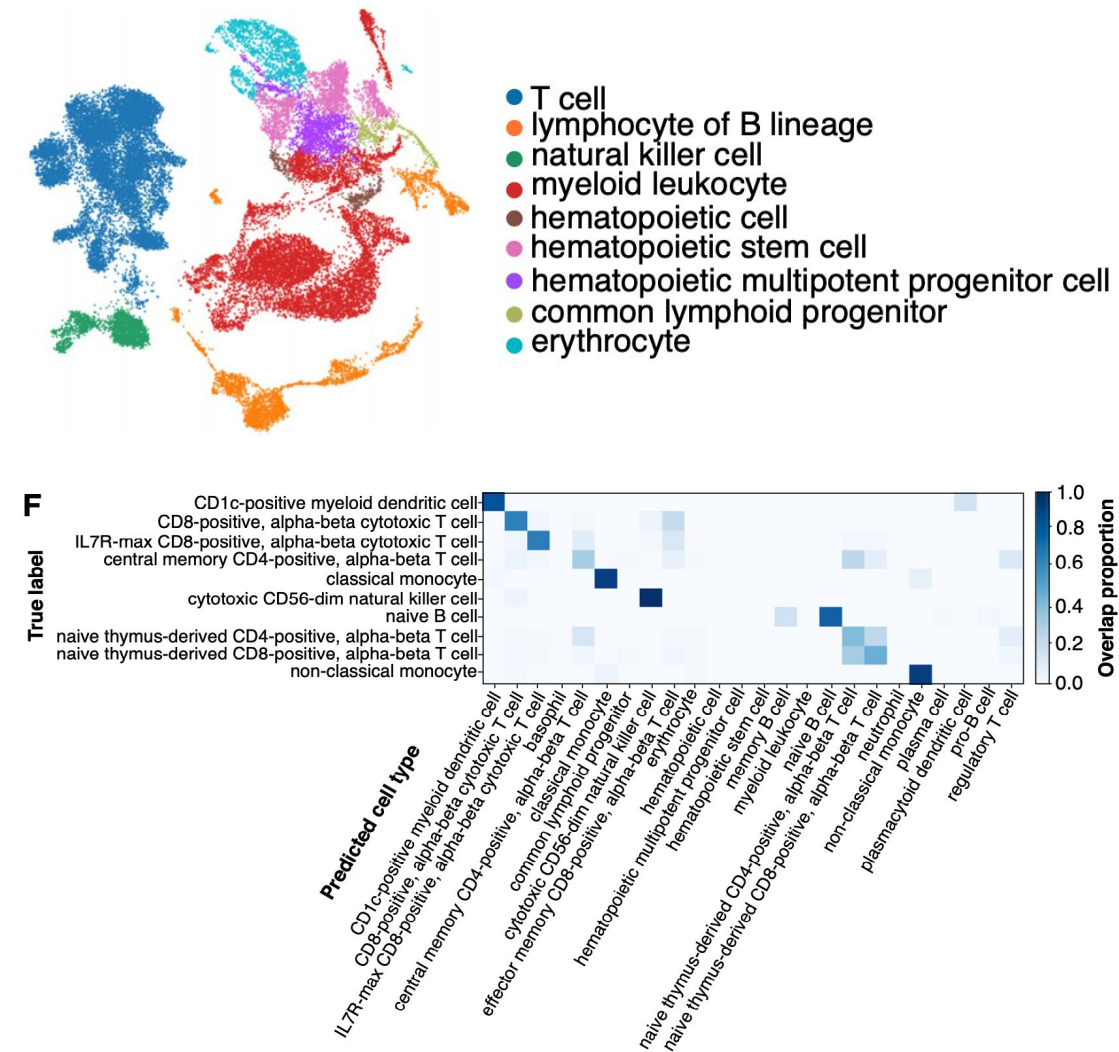 T cell
lymphocyte of B lineage
natural killer cell
myeloid leukocyte
hematopoietic cell
hematopoietic stem cell
hematopoietic multipotent progenitor cell
common lymphoid progenitor
erythrocyte
F
True label
CD1c-positive myeloid dendritic cell
CD8-positive, alpha-beta cytotoxic T cell
IL7R-max CD8-positive, alpha-beta cytotoxic T cell
central memory CD4-positive, alpha-beta T cell
classical monocyte
cytotoxic CD56-dim natural killer cell
naive B cell
naive thymus-derived CD4-positive, alpha-beta T cell
naive thymus-derived CD8-positive, alpha-beta T cell
non-classical monocyte
1.0
0.8
0.6
0.4
0.2
0.0
Overlap proportion
Predicted cell type
CD1c-positive myeloid dendritic cell
CD8-positive, alpha-beta cytotoxic T cell
IL7R-max CD8-positive, alpha-beta cytotoxic T cell
basophil
central memory CD4-positive, alpha-beta T cell
classical monocyte
common lymphoid progenitor
cytotoxic CD56-dim natural killer cell
effector memory CD8-positive, alpha-beta T cell
erythrocyte
hematopoietic cell
hematopoietic multipotent progenitor cell
hematopoietic stem cell
memory B cell
myeloid leukocyte
naive B cell
naive thymus-derived CD4-positive, alpha-beta T cell
naive thymus-derived CD8-positive, alpha-beta T cell
neutrophil
non-classical monocyte
plasma cell
plasmacytoid dendritic cell
pro-B cell
regulatory T cell